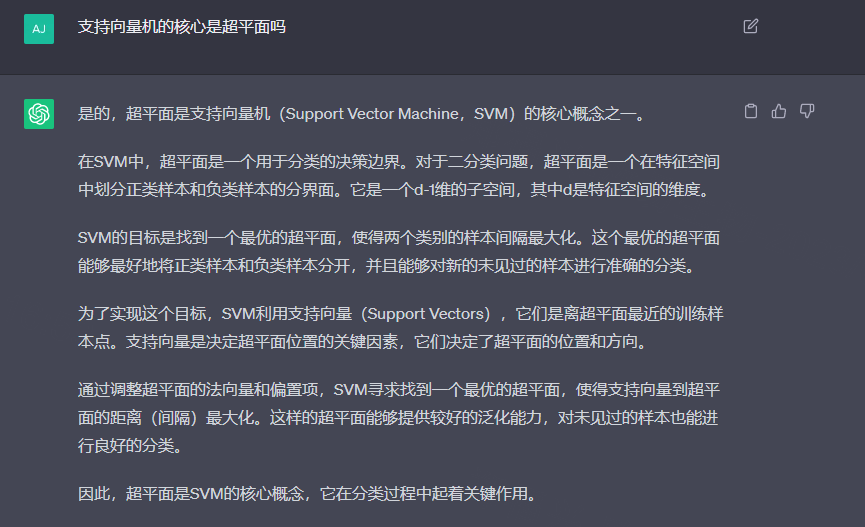 AJ
支持向量机的核心是超平面吗
是的，超平面是支持向量机（Support Vector Machine，SVM）的核心概念之一。
在SVM中，超平面是一个用于分类的决策边界。对于二分类问题，超平面是一个在特征空间
中划分正类样本和负类样本的分界面。它是一个d-1维的子空间，其中d是特征空间的维度。
SVM的目标是找到一个最优的超平面，使得两个类别的样本间隔最大化。这个最优的超平面
能够最好地将正类样本和负类样本分开，并且能够对新的未见过的样本进行准确的分类。
为了实现这个目标，SVM利用支持向量（Support Vectors），它们是离超平面最近的训练样
本点。支持向量是决定超平面位置的关键因素，它们决定了超平面的位置和方向。
通过调整超平面的法向量和偏置项，SVM寻求找到一个最优的超平面，使得支持向量到超平
面的距离（间隔）最大化。这样的超平面能够提供较好的泛化能力，对未见过的样本也能进
行良好的分类。
因此，超平面是SVM的核心概念，它在分类过程中起着关键作用。